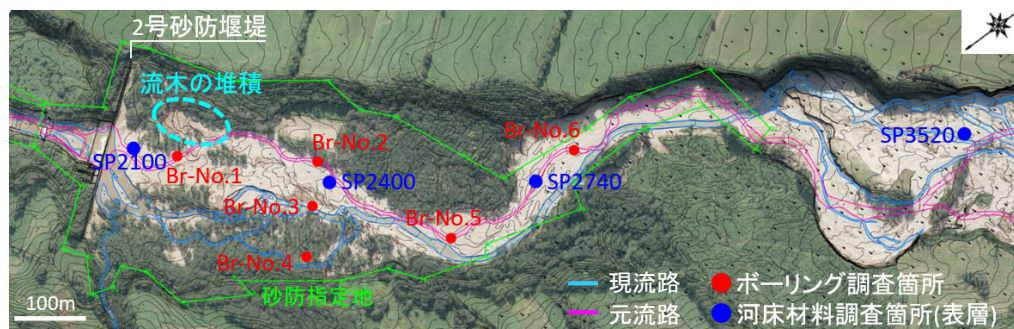 2号砂防堰堤
流木の堆積
Br-No.6
SP3520
Br-No.2
SP2100
Br-No.1
SP2400
SP2740
Br-No.3
Br-No.5
Br-No.4
砂防指定地
現流路
ボーリング調査箇所
100m
元流路
河床材料調査箇所(表層)